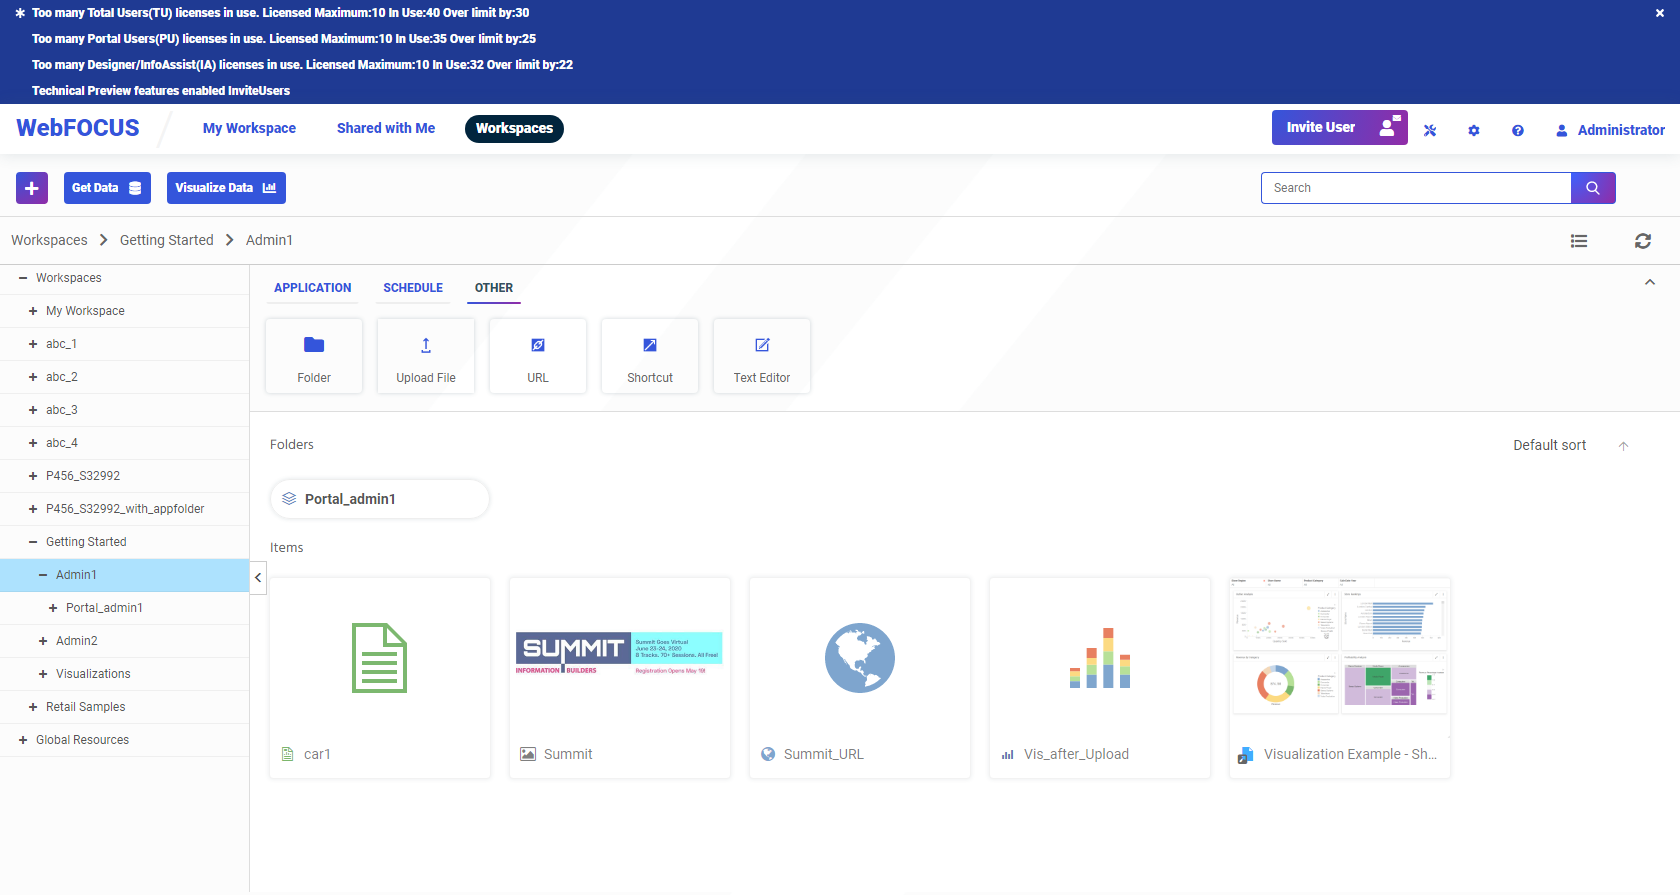 Too many Total Users(TU) licenses in use. Licensed Maximum:10 In Use:40 Over limit by:30
Too many Portal Users(PU) licenses in use. Licensed Maximum:10 In Use:35 Over limit by:25
Too many Designer/InfoAssist(IA) licenses in use. Licensed Maximum:10 In Use:32 Over limit by:22
Technical Preview features enabled InviteUsers
WebFOCUS
My Workspace
Shared with Me
Workspaces
Invite User
Administrator
Get Data
Visualize Data
Search
Workspaces
Getting Started
Admin1
Workspaces
My Workspace
abc_1
abc_2
abc_3
abc_4
P456_S32992
P456_S32992_with_appfolder
Getting Started
Admin1
Portal_admin1
Admin2
Visualizations
Retail Samples
Global Resources
APPLICATION
SCHEDULE
OTHER
Folder
Upload File
URL
Shortcut
Text Editor
Folders
Default sort
Portal_admin1
Items
SUMMIT
INFORMATION BUILDERS
Summit Goes Virtual
June 23-24, 2020
8 Tracks. 70+ Sessions. All Free!
Registration Opens May 19!
car1
Summit
Summit_URL
Vis_after_Upload
Visualization Example - Sh...